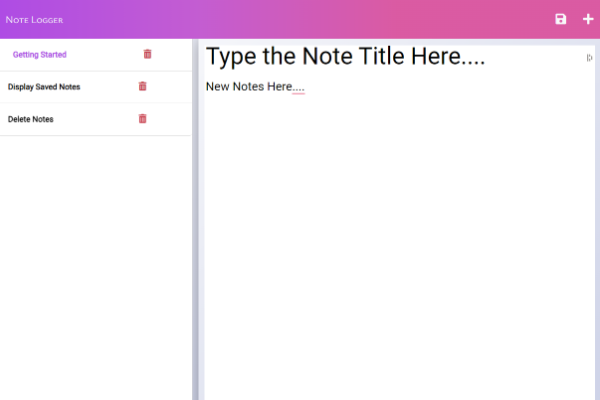 Note Logger
Getting Started
Display Saved Notes
Delete Notes
Type the Note Title Here....
New Notes Here....